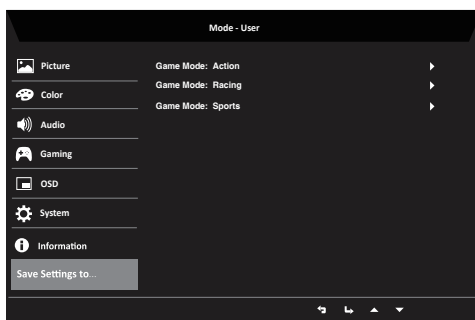 Mode - User
Picture
Color
Audio
Gaming
OSD
System
Information
Save Settings to...
Game Mode: Action
Game Mode: Racing
Game Mode: Sports